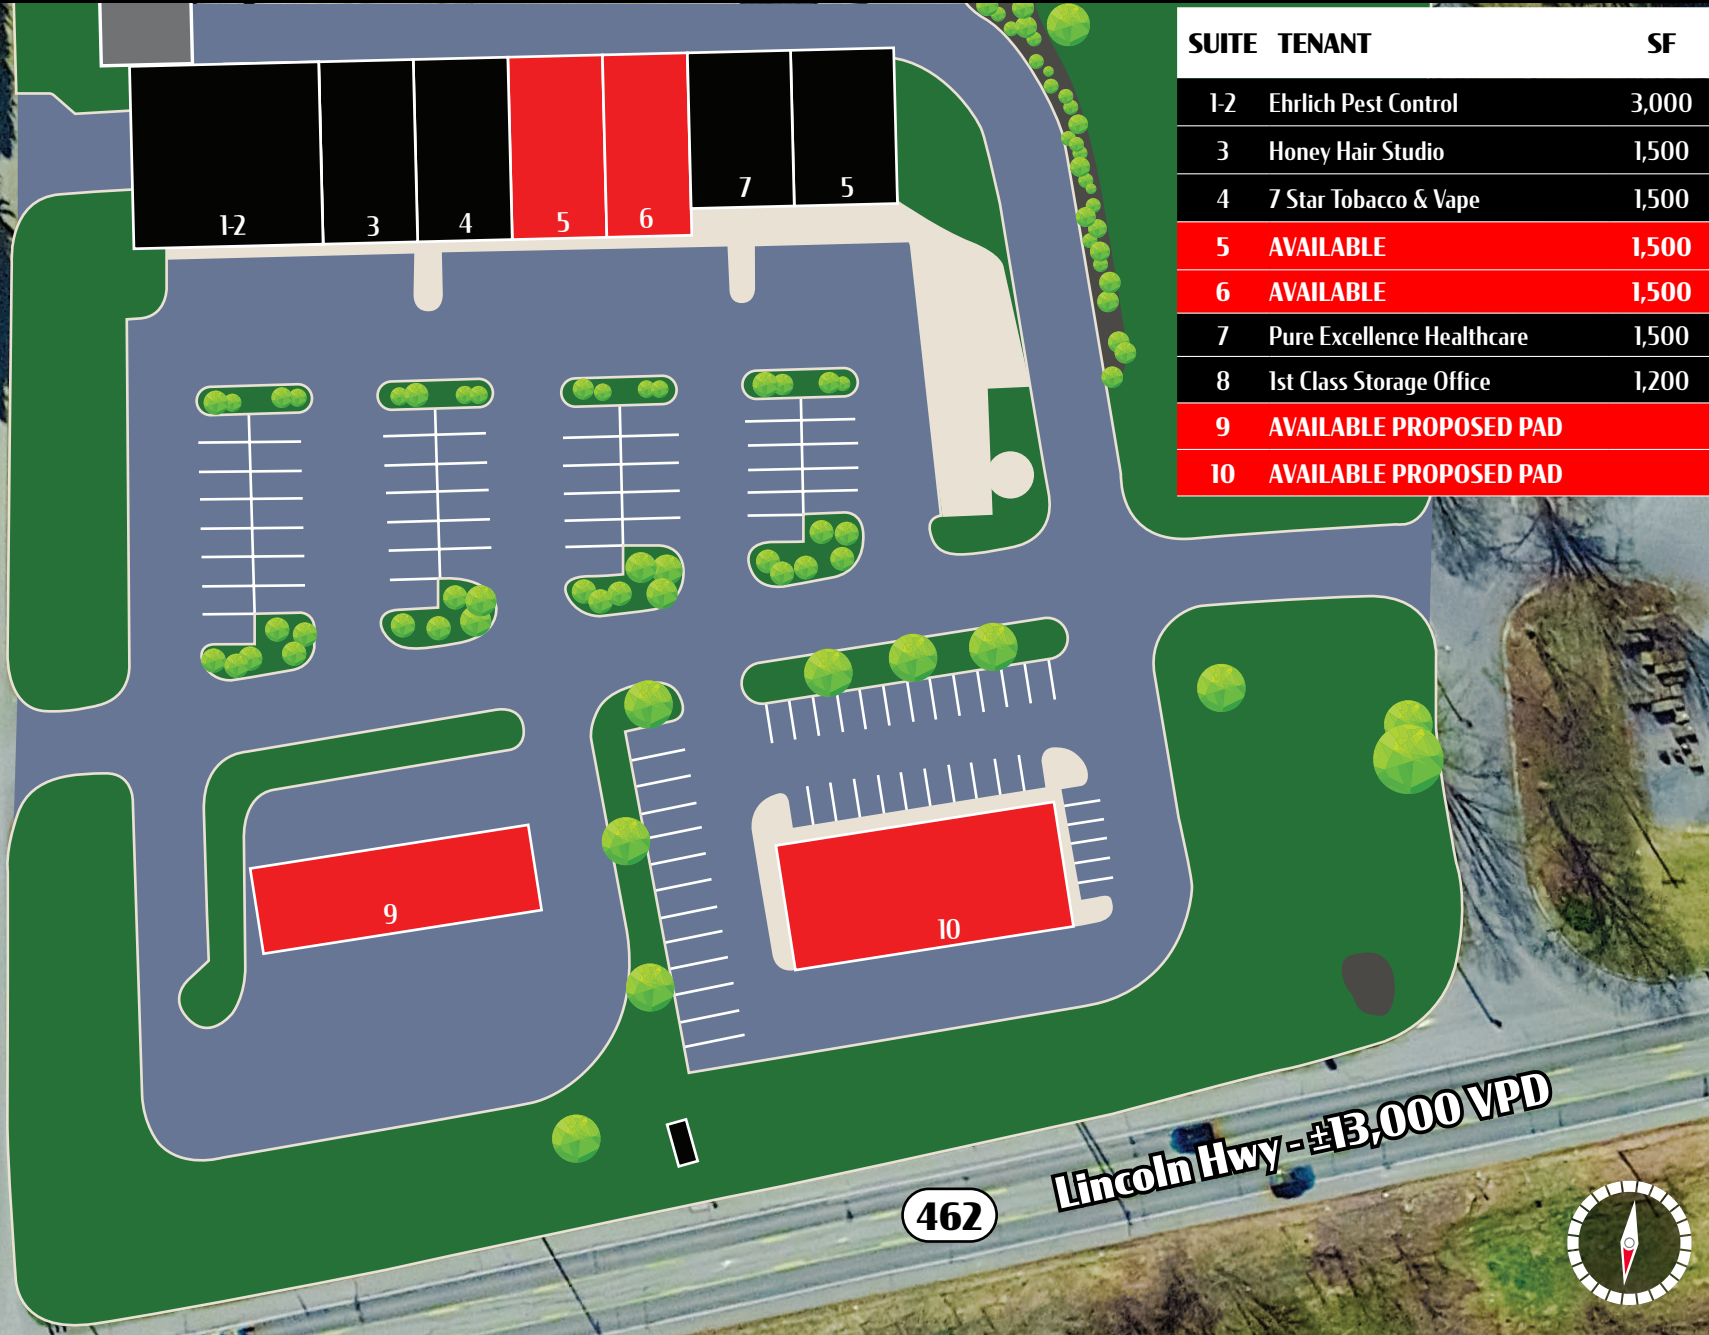 SUITE TENANT SF
1-2 Ehrlich Pest Control 3,000
3 Honey Hair Studio 1,500
4 7 Star Tobacco & Vape 1,500
5 AVAILABLE 1,500
6 AVAILABLE 1,500
7 Pure Excellence Healthcare 1,500
8 1st Class Storage Office 1,200
9 AVAILABLE PROPOSED PAD
10 AVAILABLE PROPOSED PAD
1-2
3
4
5
6
7
5
9
10
Lincoln Hwy - ±13,000 VPD
462